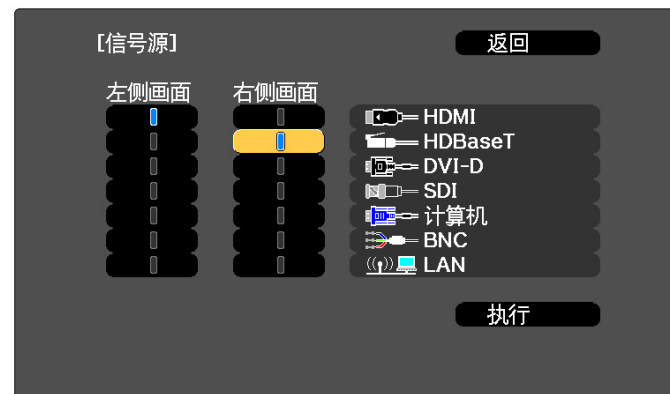 [信号源]
返回
左侧画面 右侧画面
HDMI
HDBaseT
DVI-D
SDI
计算机
BNC
LAN
执行